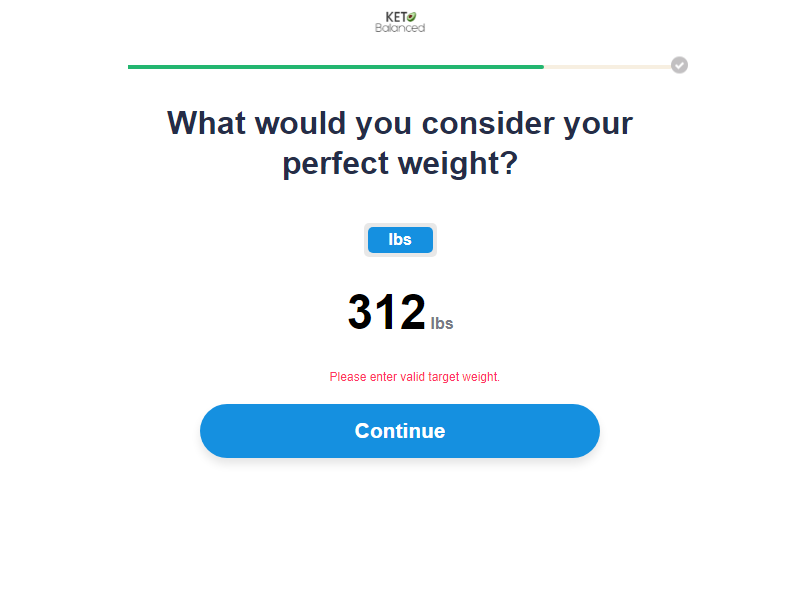 KETO
Balanced
What would you consider your
perfect weight?
lbs
312 lbs
Please enter valid target weight.
Continue